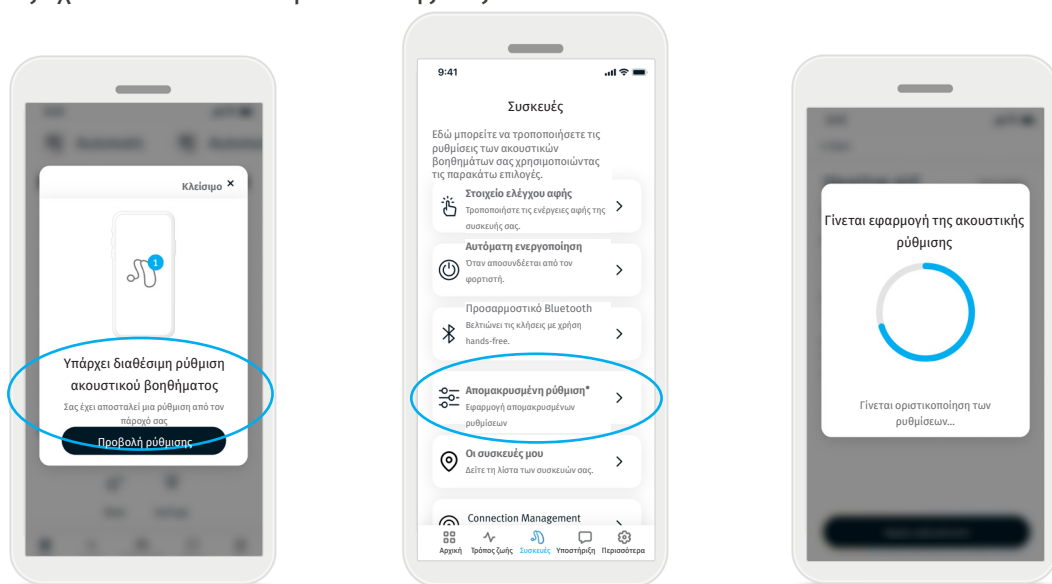 Κλείσιμο ×
1
Υπάρχει διαθέσιμη ρύθμιση
ακουστικού βοηθήματος
Σας έχει αποσταλεί μια ρύθμιση από τον
πάροχό σας
Προβολή ρύθμισης
9:41
Συσκευές
Εδώ μπορείτε να τροποποιήσετε τις
ρυθμίσεις των ακουστικών
βοηθημάτων σας χρησιμοποιώντας
τις παρακάτω επιλογές.
Στοιχείο ελέγχου αφής
Τροποποιήστε τις ενέργειες αφής της
συσκευής σας.
Αυτόματη ενεργοποίηση
Όταν αποσυνδέεται από τον
φορτιστή.
Προσαρμοστικό Bluetooth
Βελτιώνει τις κλήσεις με χρήση
hands-free.
Απομακρυσμένη ρύθμιση*
Εφαρμογή απομακρυσμένων
ρυθμίσεων
Οι συσκευές μου
Δείτε τη λίστα των συσκευών σας.
Connection Management
Αρχική Τρόπος ζωής Συσκευές Υποστήριξη Περισσότερα
Γίνεται εφαρμογή της ακουστικής
ρύθμισης
Γίνεται οριστικοποίηση των
ρυθμίσεων...